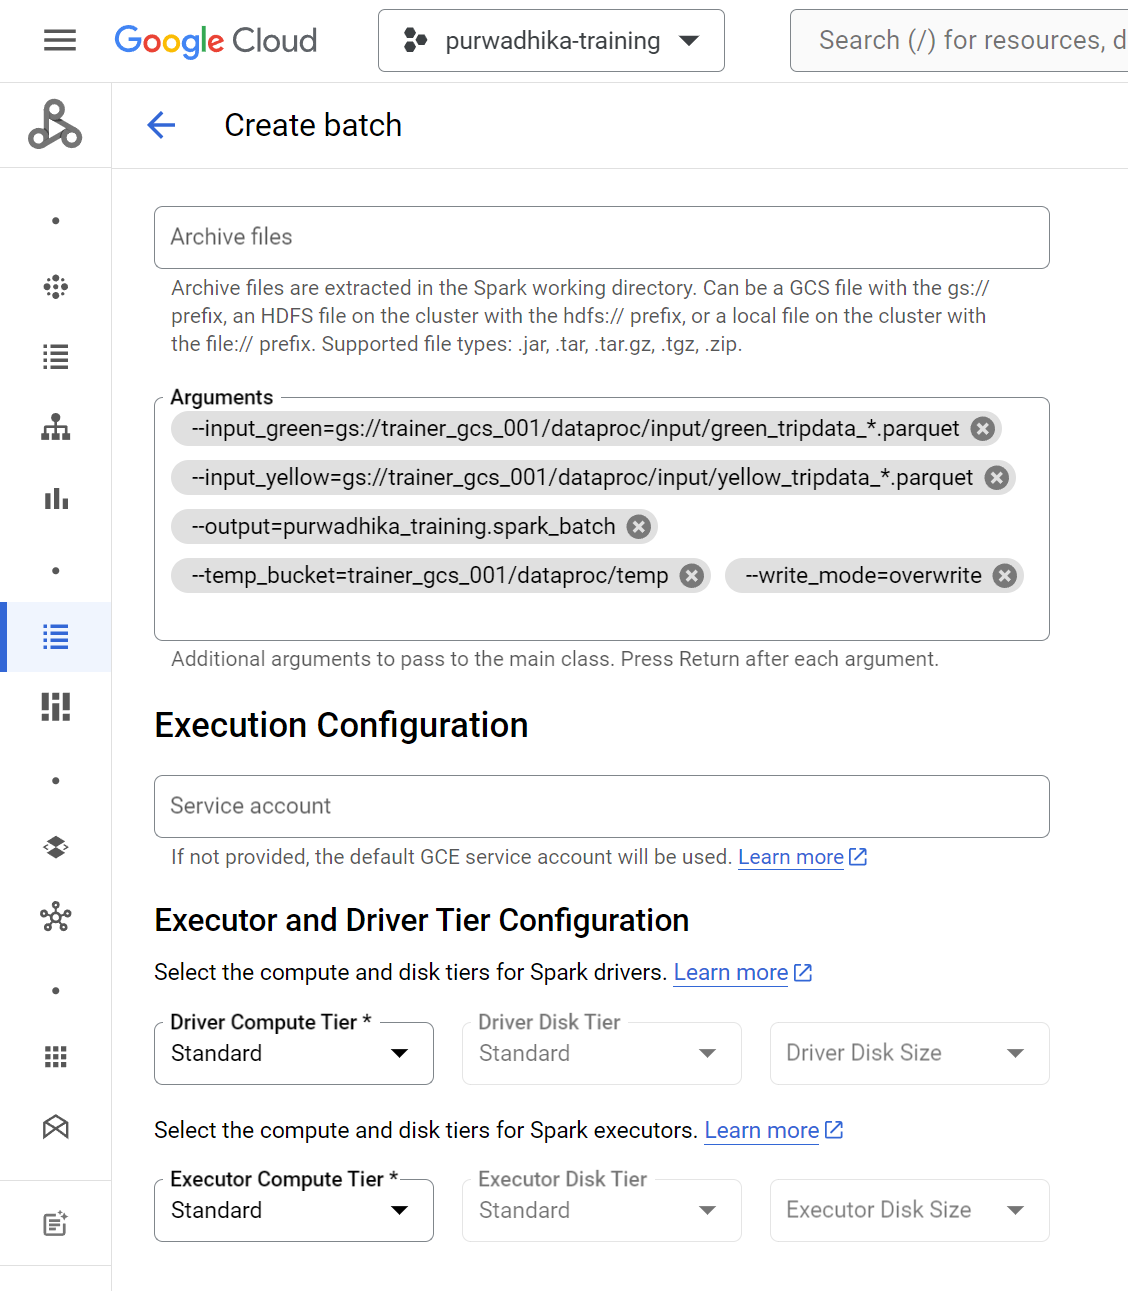 Google Cloud
purwadhika-training
Search (/) for resources, d
Create batch
Archive files
Archive files are extracted in the Spark working directory. Can be a GCS file with the gs://
prefix, an HDFS file on the cluster with the hdfs:// prefix, or a local file on the cluster with
the file:// prefix. Supported file types: .jar, .tar, .tar.gz, .tgz, .zip.
Arguments
--input_green=gs://trainer_gcs_001/dataproc/input/green_tripdata_*.parquet
--input_yellow=gs://trainer_gcs_001/dataproc/input/yellow_tripdata_*.parquet
--output=purwadhika_training.spark_batch
--temp_bucket=trainer_gcs_001/dataproc/temp --write_mode=overwrite
Additional arguments to pass to the main class. Press Return after each argument.
Execution Configuration
Service account
If not provided, the default GCE service account will be used. Learn more
Executor and Driver Tier Configuration
Select the compute and disk tiers for Spark drivers. Learn more
Driver Compute Tier * Driver Disk Tier
Standard Standard Driver Disk Size
Select the compute and disk tiers for Spark executors. Learn more
Executor Compute Tier * Executor Disk Tier
Standard Standard Executor Disk Size